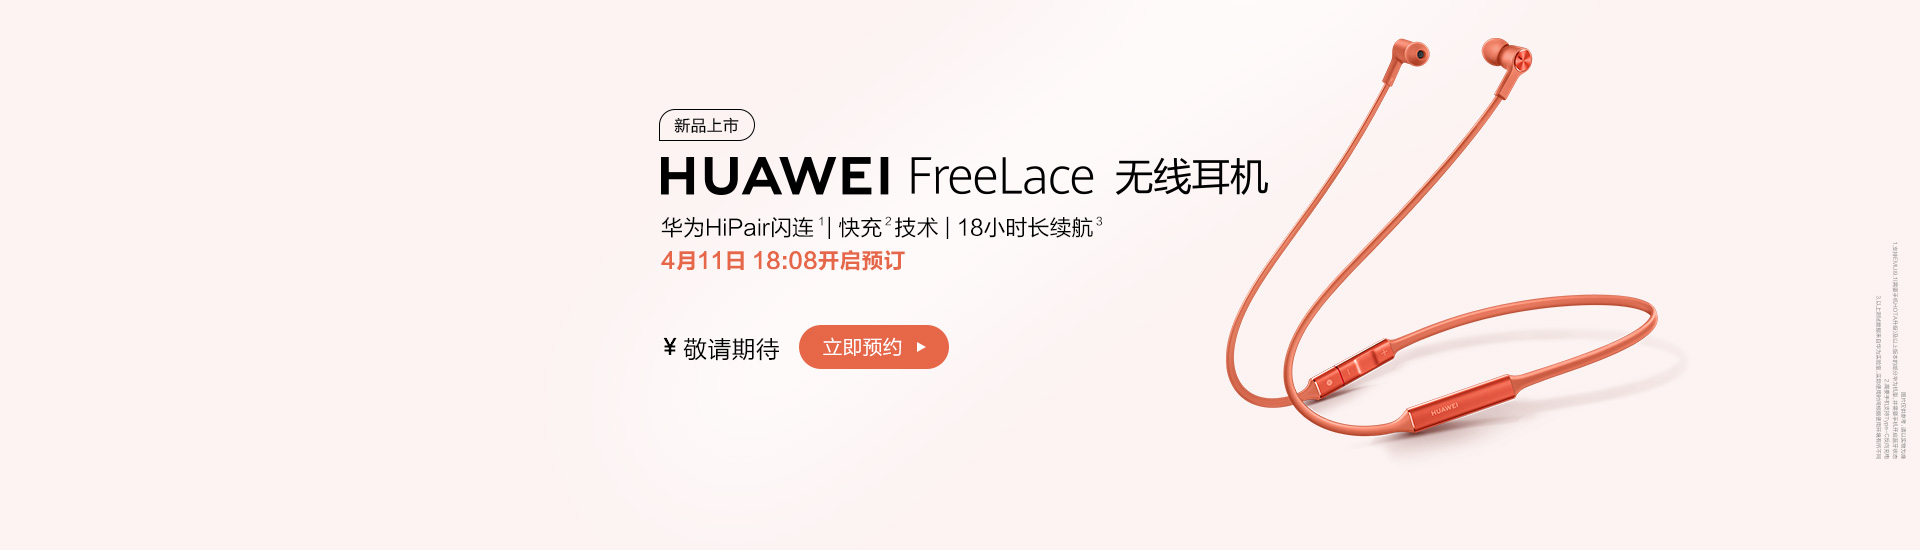 新品上市
HUAWEI FreeLace 无线耳机
华为HiPair闪连1 | 快充2技术 | 18小时长续航3
4月11日 18:08开启预订
¥ 敬请期待
立即预约
HUAWEI